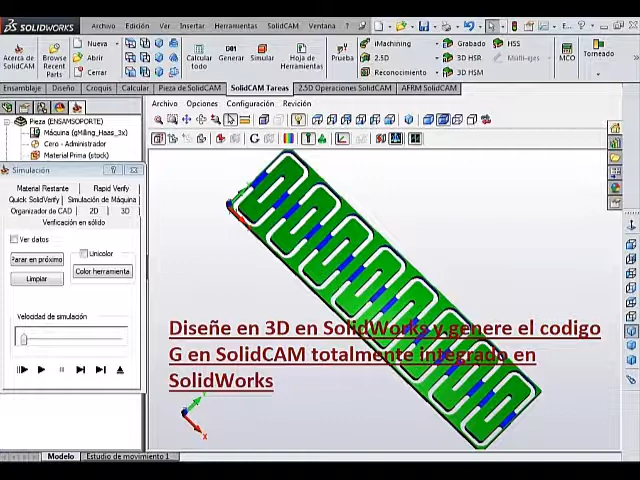 SOLIDWORKS
Archivo Edición Ver Insertar Herramientas SolidCAM Ventana ?
Acerca de SolidCAM
Browse Recent Parts
Nueva
Abrir
Cerrar
Calcular todo
Generar
Simular
Hoja de Herramientas
Prueba
iMachining
2.5D
Reconocimiento
Grabado
3D HSR
3D HSM
HSS
MCO
Torneado
Ensamblaje Diseño Croquis Calcular Pieza de SolidCAM SolidCAM Tareas 2.5D Operaciones SolidCAM AFRM SolidCAM
Archivo Opciones Configuración Revisión
Pieza (ENSAMSOPORTE)
Cero - Administrador
Material Prima (stock)
Simulación
Material Restante Rapid Verify
Quick SolidVerify Simulación de Máquina
Organizador de CAD 2D 3D
Verificación en sólido
Ver datos
Unicolor
Parar en próximo
Color herramienta
Limpiar
Velocidad de simulación
Diseñe en 3D en SolidWorks y genere el codigo
G en SolidCAM totalmente integrado en
SolidWorks
Y
X
Modelo Estudio de movimiento 1